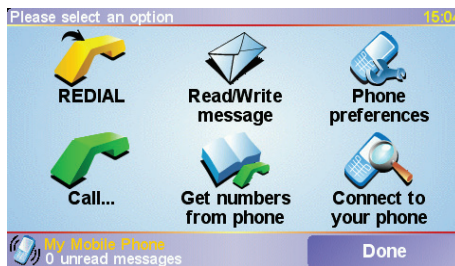 Please select an option 15:04
REDIAL
Read/Write
message
Phone
preferences
Call...
Get numbers
from phone
Connect to
your phone
My Mobile Phone
0 unread messages
Done